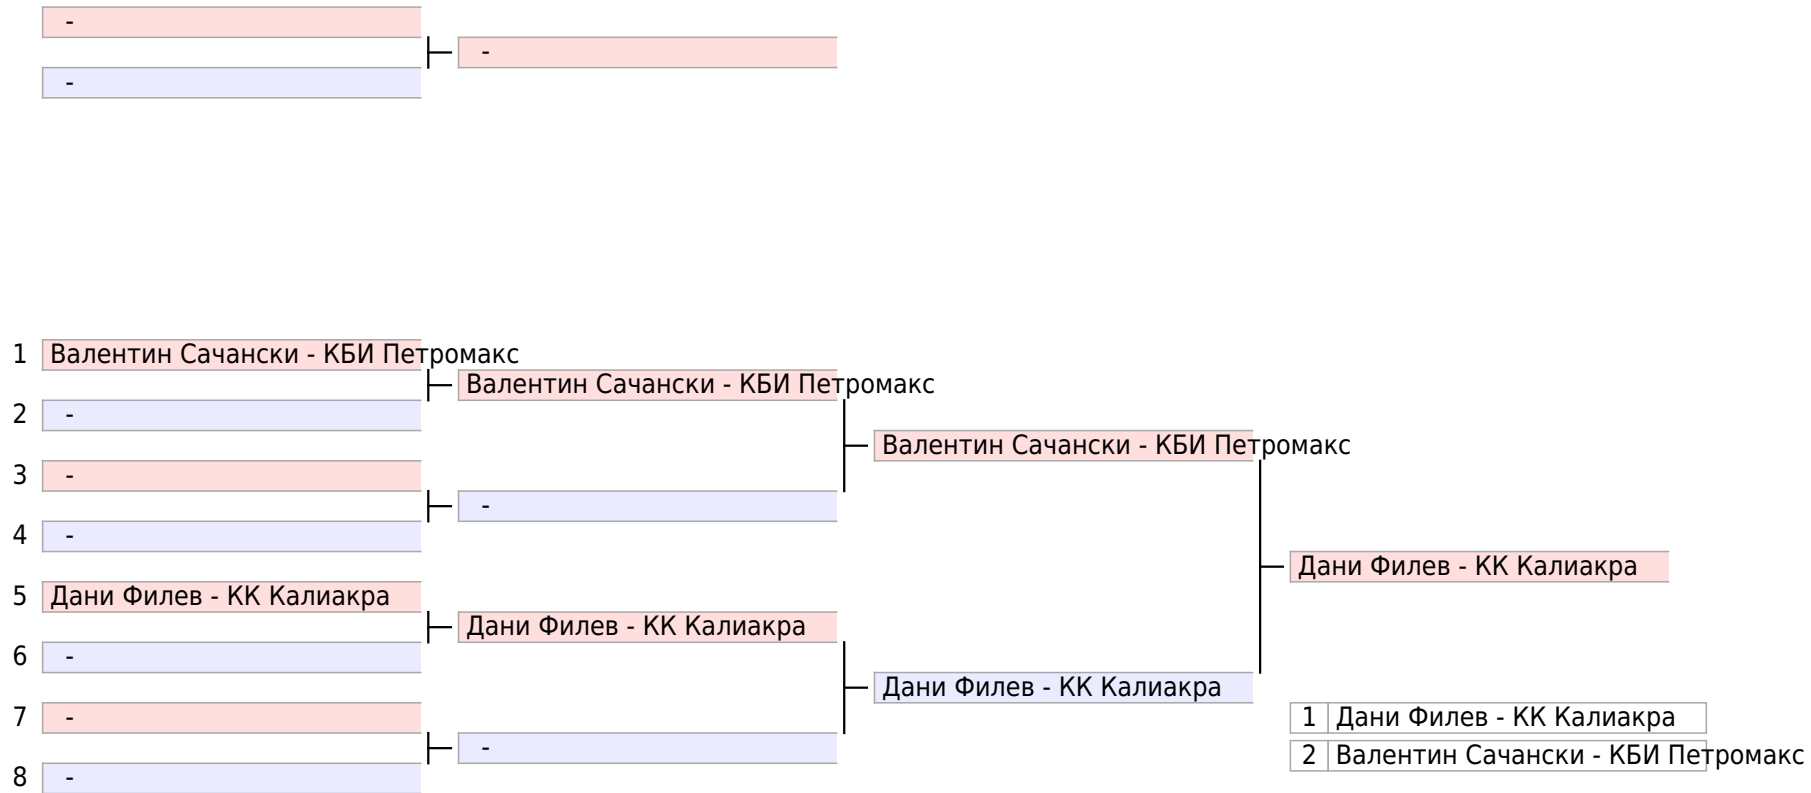 -
-
-
1 Валентин Сачански - КБИ Петромакс
Валентин Сачански - КБИ Петромакс
2 -
Валентин Сачански - КБИ Петромакс
3 -
-
4 -
Дани Филев - КК Калиакра
5 Дани Филев - КК Калиакра
Дани Филев - КК Калиакра
6 -
Дани Филев - КК Калиакра
7 -
1 Дани Филев - КК Калиакра
-
2 Валентин Сачански - КБИ Петромакс
8 -